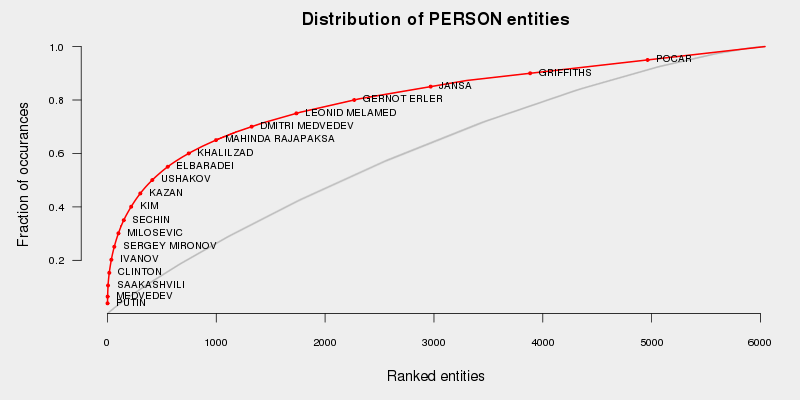 Distribution of PERSON entities
Fraction of occurances
1.0
0.8
0.6
0.4
0.2
POCAR
GRIFFITHS
JANSA
GERNOT ERLER
LEONID MELAMED
DMITRI MEDVEDEV
MAHINDA RAJAPAKSA
KHALILZAD
ELBARADEI
USHAKOV
KAZAN
KIM
SECHIN
MILOSEVIC
SERGEY MIRONOV
IVANOV
CLINTON
SAAKASHVILI
MEDVEDEV
PUTIN
0 1000 2000 3000 4000 5000 6000
Ranked entities